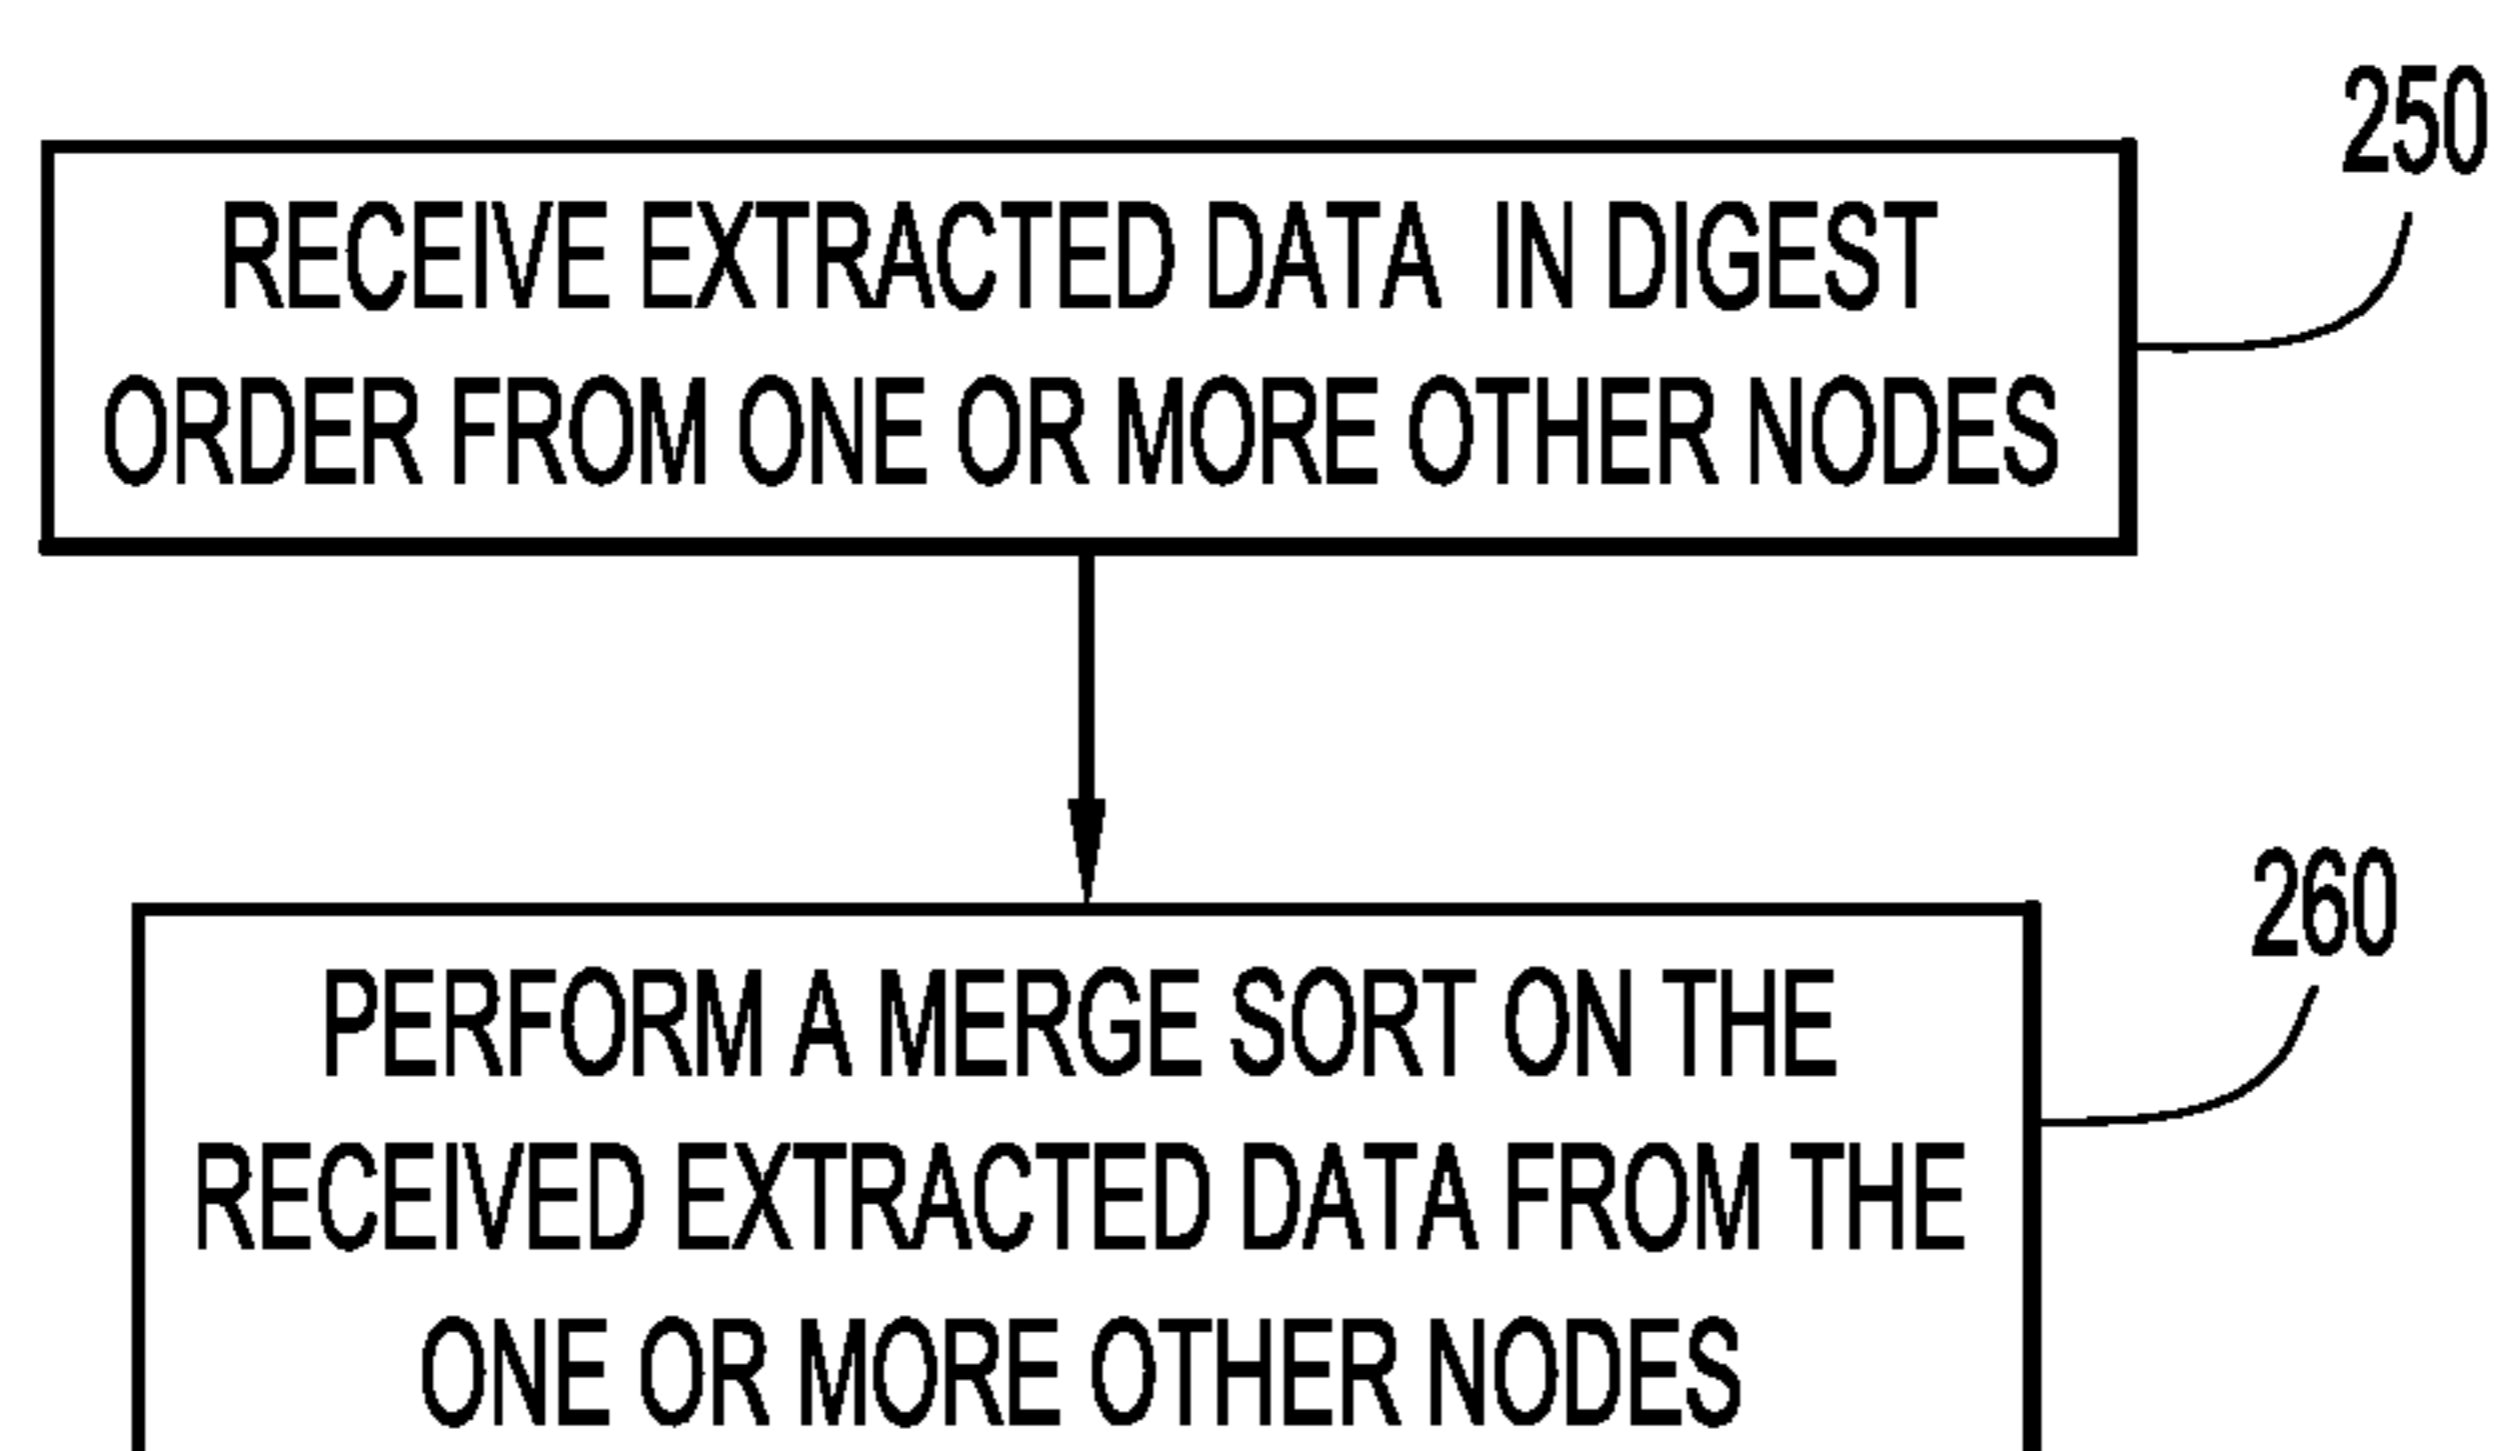 250
RECEIVE EXTRACTED DATA IN DIGEST
ORDER FROM ONE OR MORE OTHER NODES
260
PERFORM A MERGE SORT ON THE
RECEIVED EXTRACTED DATA FROM THE
ONE OR MORE OTHER NODES